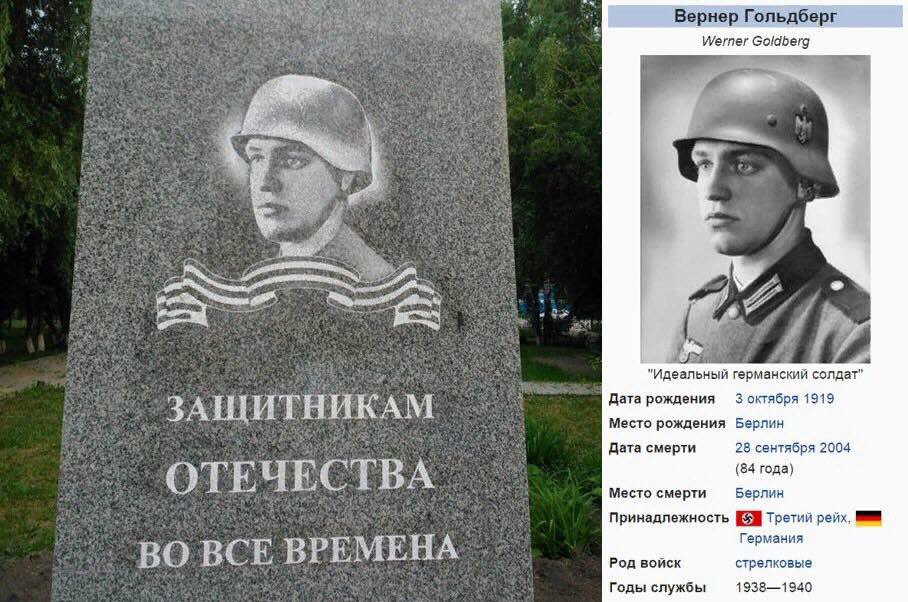 ЗАЩИТНИКАМ
ОТЕЧЕСТВА
ВО ВСЕ ВРЕМЕНА
Вернер Гольдберг
Werner Goldberg
"Идеальный германский солдат"
Дата рождения 3 октября 1919
Место рождения Берлин
Дата смерти 28 сентября 2004
(84 года)
Место смерти Берлин
Принадлежность Третий рейх,
Германия
Род войск стрелковые
Годы службы 1938—1940